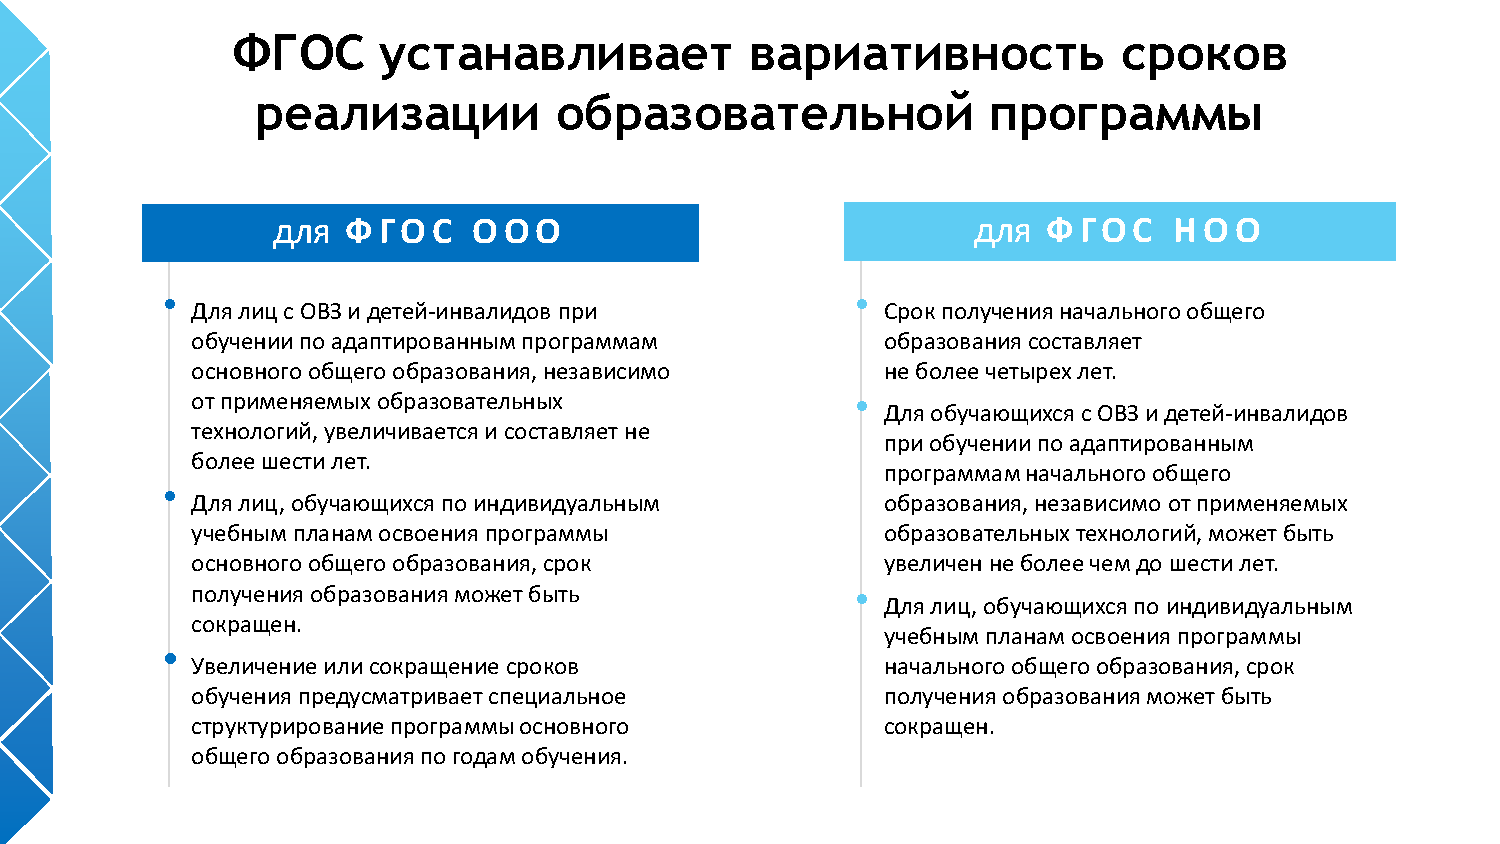 ФГОС устанавливает вариативность сроков
реализации образовательной программы
для ФГОС ООО
Для лиц с ОВЗ и детей-инвалидов при
обучении по адаптированным программам
основного общего образования, независимо
от применяемых образовательных
технологий, увеличивается и составляет не
более шести лет.
Для лиц, обучающихся по индивидуальным
учебным планам освоения программы
основного общего образования, срок
получения образования может быть
сокращен.
Увеличение или сокращение сроков
обучения предусматривает специальное
структурирование программы основного
общего образования по годам обучения.
для ФГОС НОО
Срок получения начального общего
образования составляет
не более четырех лет.
Для обучающихся с ОВЗ и детей-инвалидов
при обучении по адаптированным
программам начального общего
образования, независимо от применяемых
образовательных технологий, может быть
увеличен не более чем до шести лет.
Для лиц, обучающихся по индивидуальным
учебным планам освоения программы
начального общего образования, срок
получения образования может быть
сокращен.